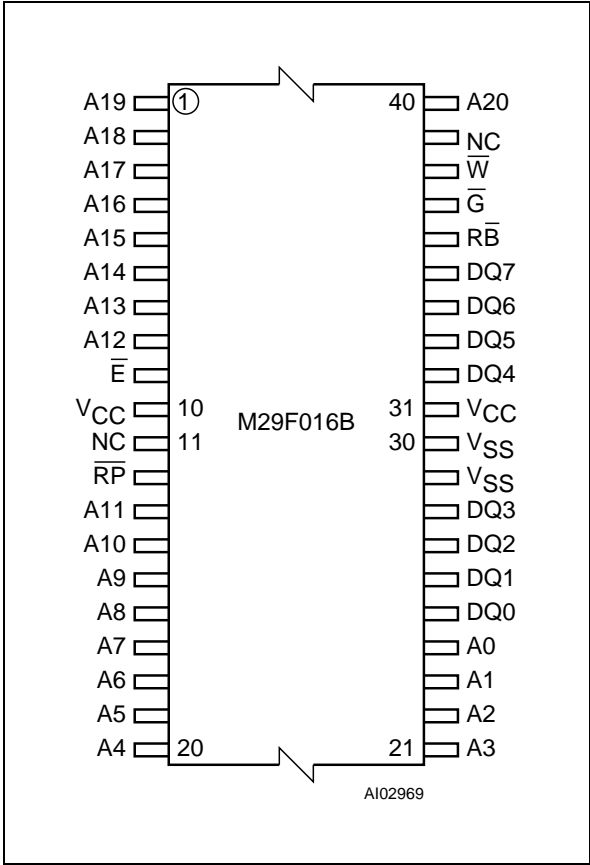 A19 1 40 A20
A18 NC
A17 W̅
A16 G̅
A15 RB̅
A14 DQ7
A13 DQ6
A12 DQ5
E̅ DQ4
VCC 10 31 VCC
M29F016B
NC 11 30 VSS
R̅P̅ VSS
A11 DQ3
A10 DQ2
A9 DQ1
A8 DQ0
A7 A0
A6 A1
A5 A2
A4 20 21 A3
AI02969